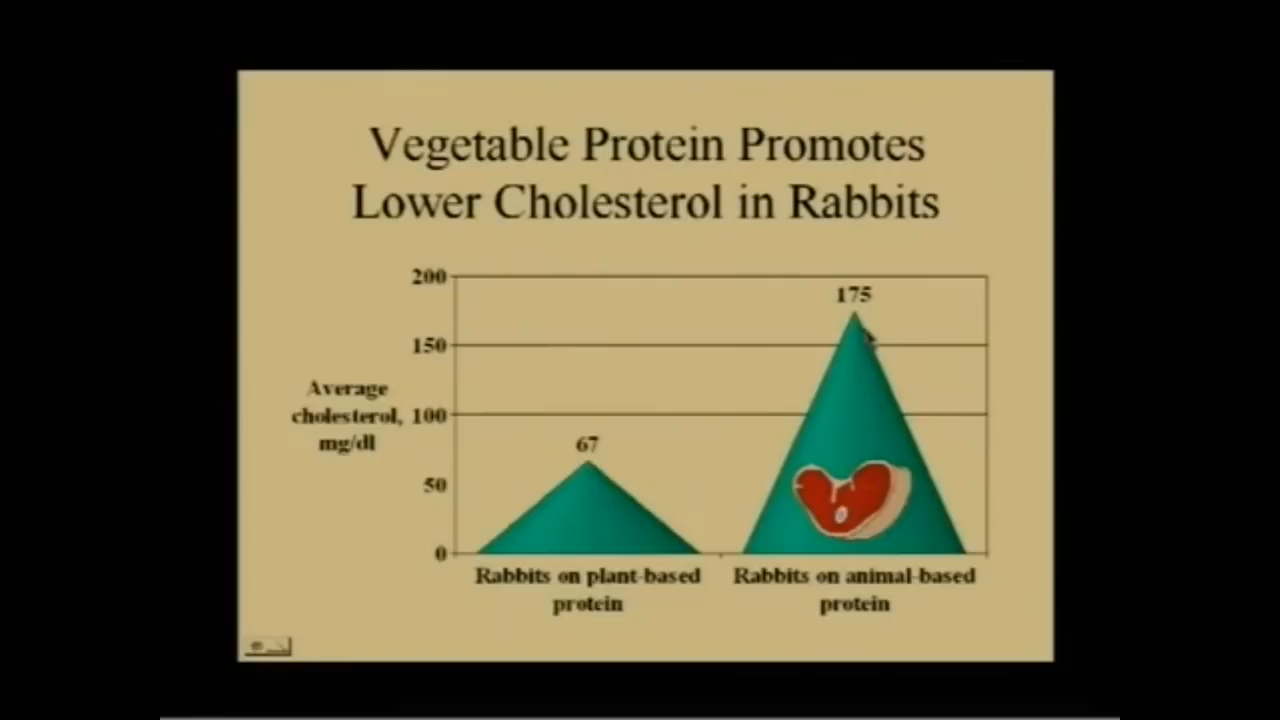 Vegetable Protein Promotes
Lower Cholesterol in Rabbits
200
175
150
Average
cholesterol, 100
mg/dl
67
50
0
Rabbits on plant-based
protein
Rabbits on animal-based
protein